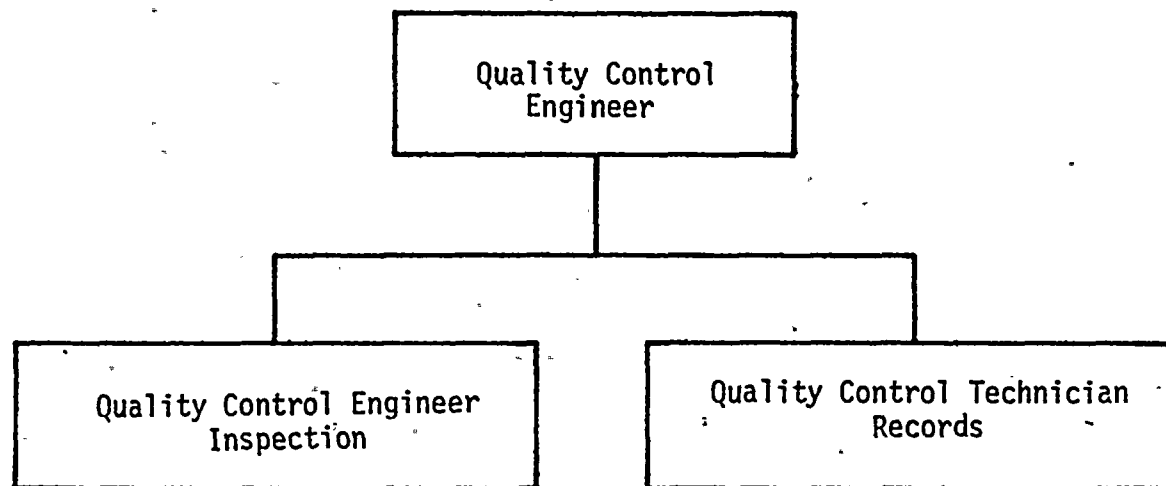 Quality Control
Engineer
Quality Control Engineer
Inspection
Quality Control Technician
Records